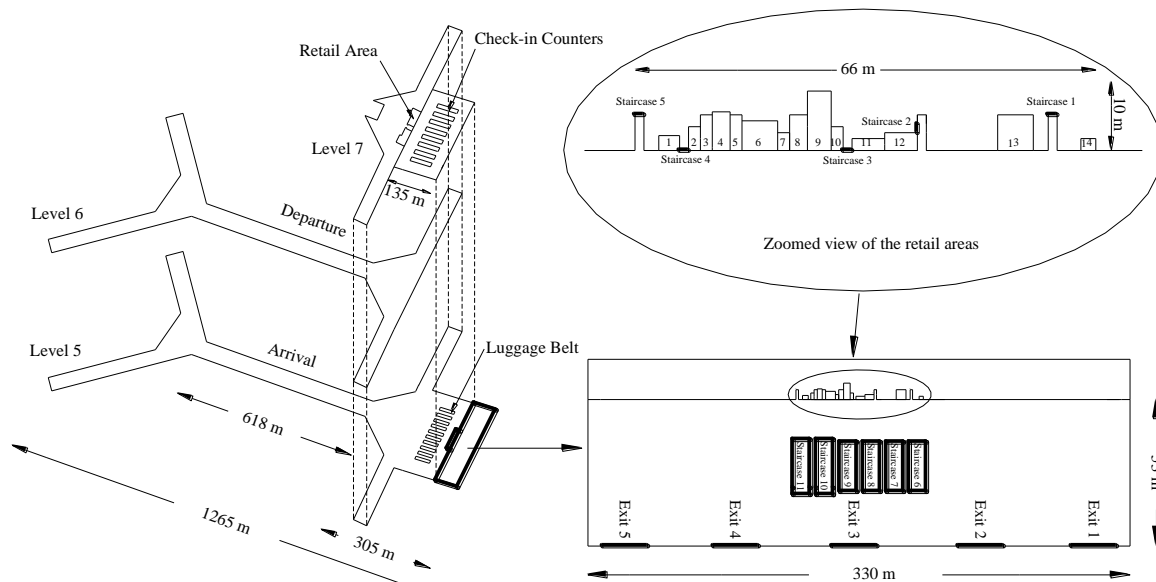 Check-in Counters
Retail Area
Level 7
135 m
Level 6
Departure
Level 5
Arrival
Luggage Belt
618 m
1265 m
305 m
66 m
10 m
Staircase 5
Staircase 1
Staircase 2
1
2
3
4
5
6
7
8
9
10
11
12
13
14
Staircase 4
Staircase 3
Zoomed view of the retail areas
Staircase 11
Staircase 10
Staircase 9
Staircase 8
Staircase 7
Staircase 6
Exit 5
Exit 4
Exit 3
Exit 2
Exit 1
330 m